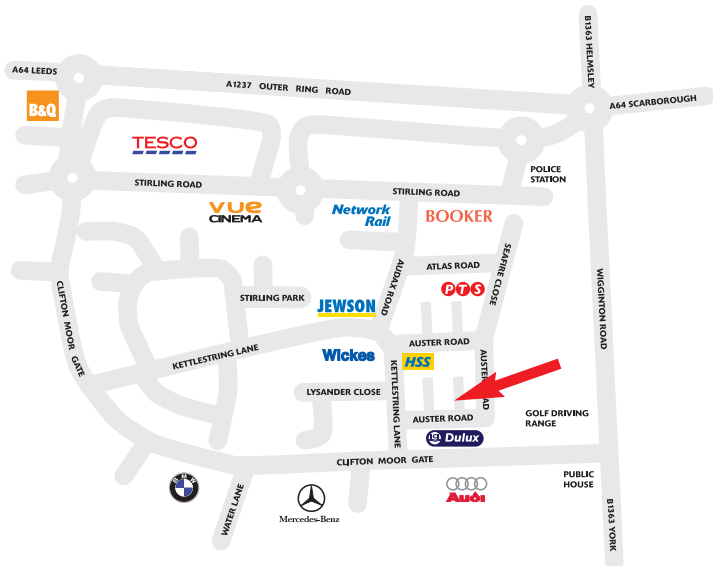 B1363 HELMSLEY
A64 LEEDS
A1237 OUTER RING ROAD
A64 SCARBOROUGH
B&Q
TESCO
POLICE
STATION
STIRLING ROAD
STIRLING ROAD
vue
CINEMA
Network
Rail
BOOKER
AUDAX ROAD
ATLAS ROAD
SEAFIRE CLOSE
WIGGINTON ROAD
CLIFTON MOOR GATE
PTS
STIRLING PARK
JEWSON
KETTLESTRING LANE
Wickes
AUSTER ROAD
HSS
AUSTER ROAD
KETTLESTRING LANE
LYSANDER CLOSE
AUSTER ROAD
GOLF DRIVING
RANGE
ICI Dulux
CLIFTON MOOR GATE
PUBLIC
HOUSE
BMW
WATER LANE
Mercedes-Benz
Audi
B1363 YORK